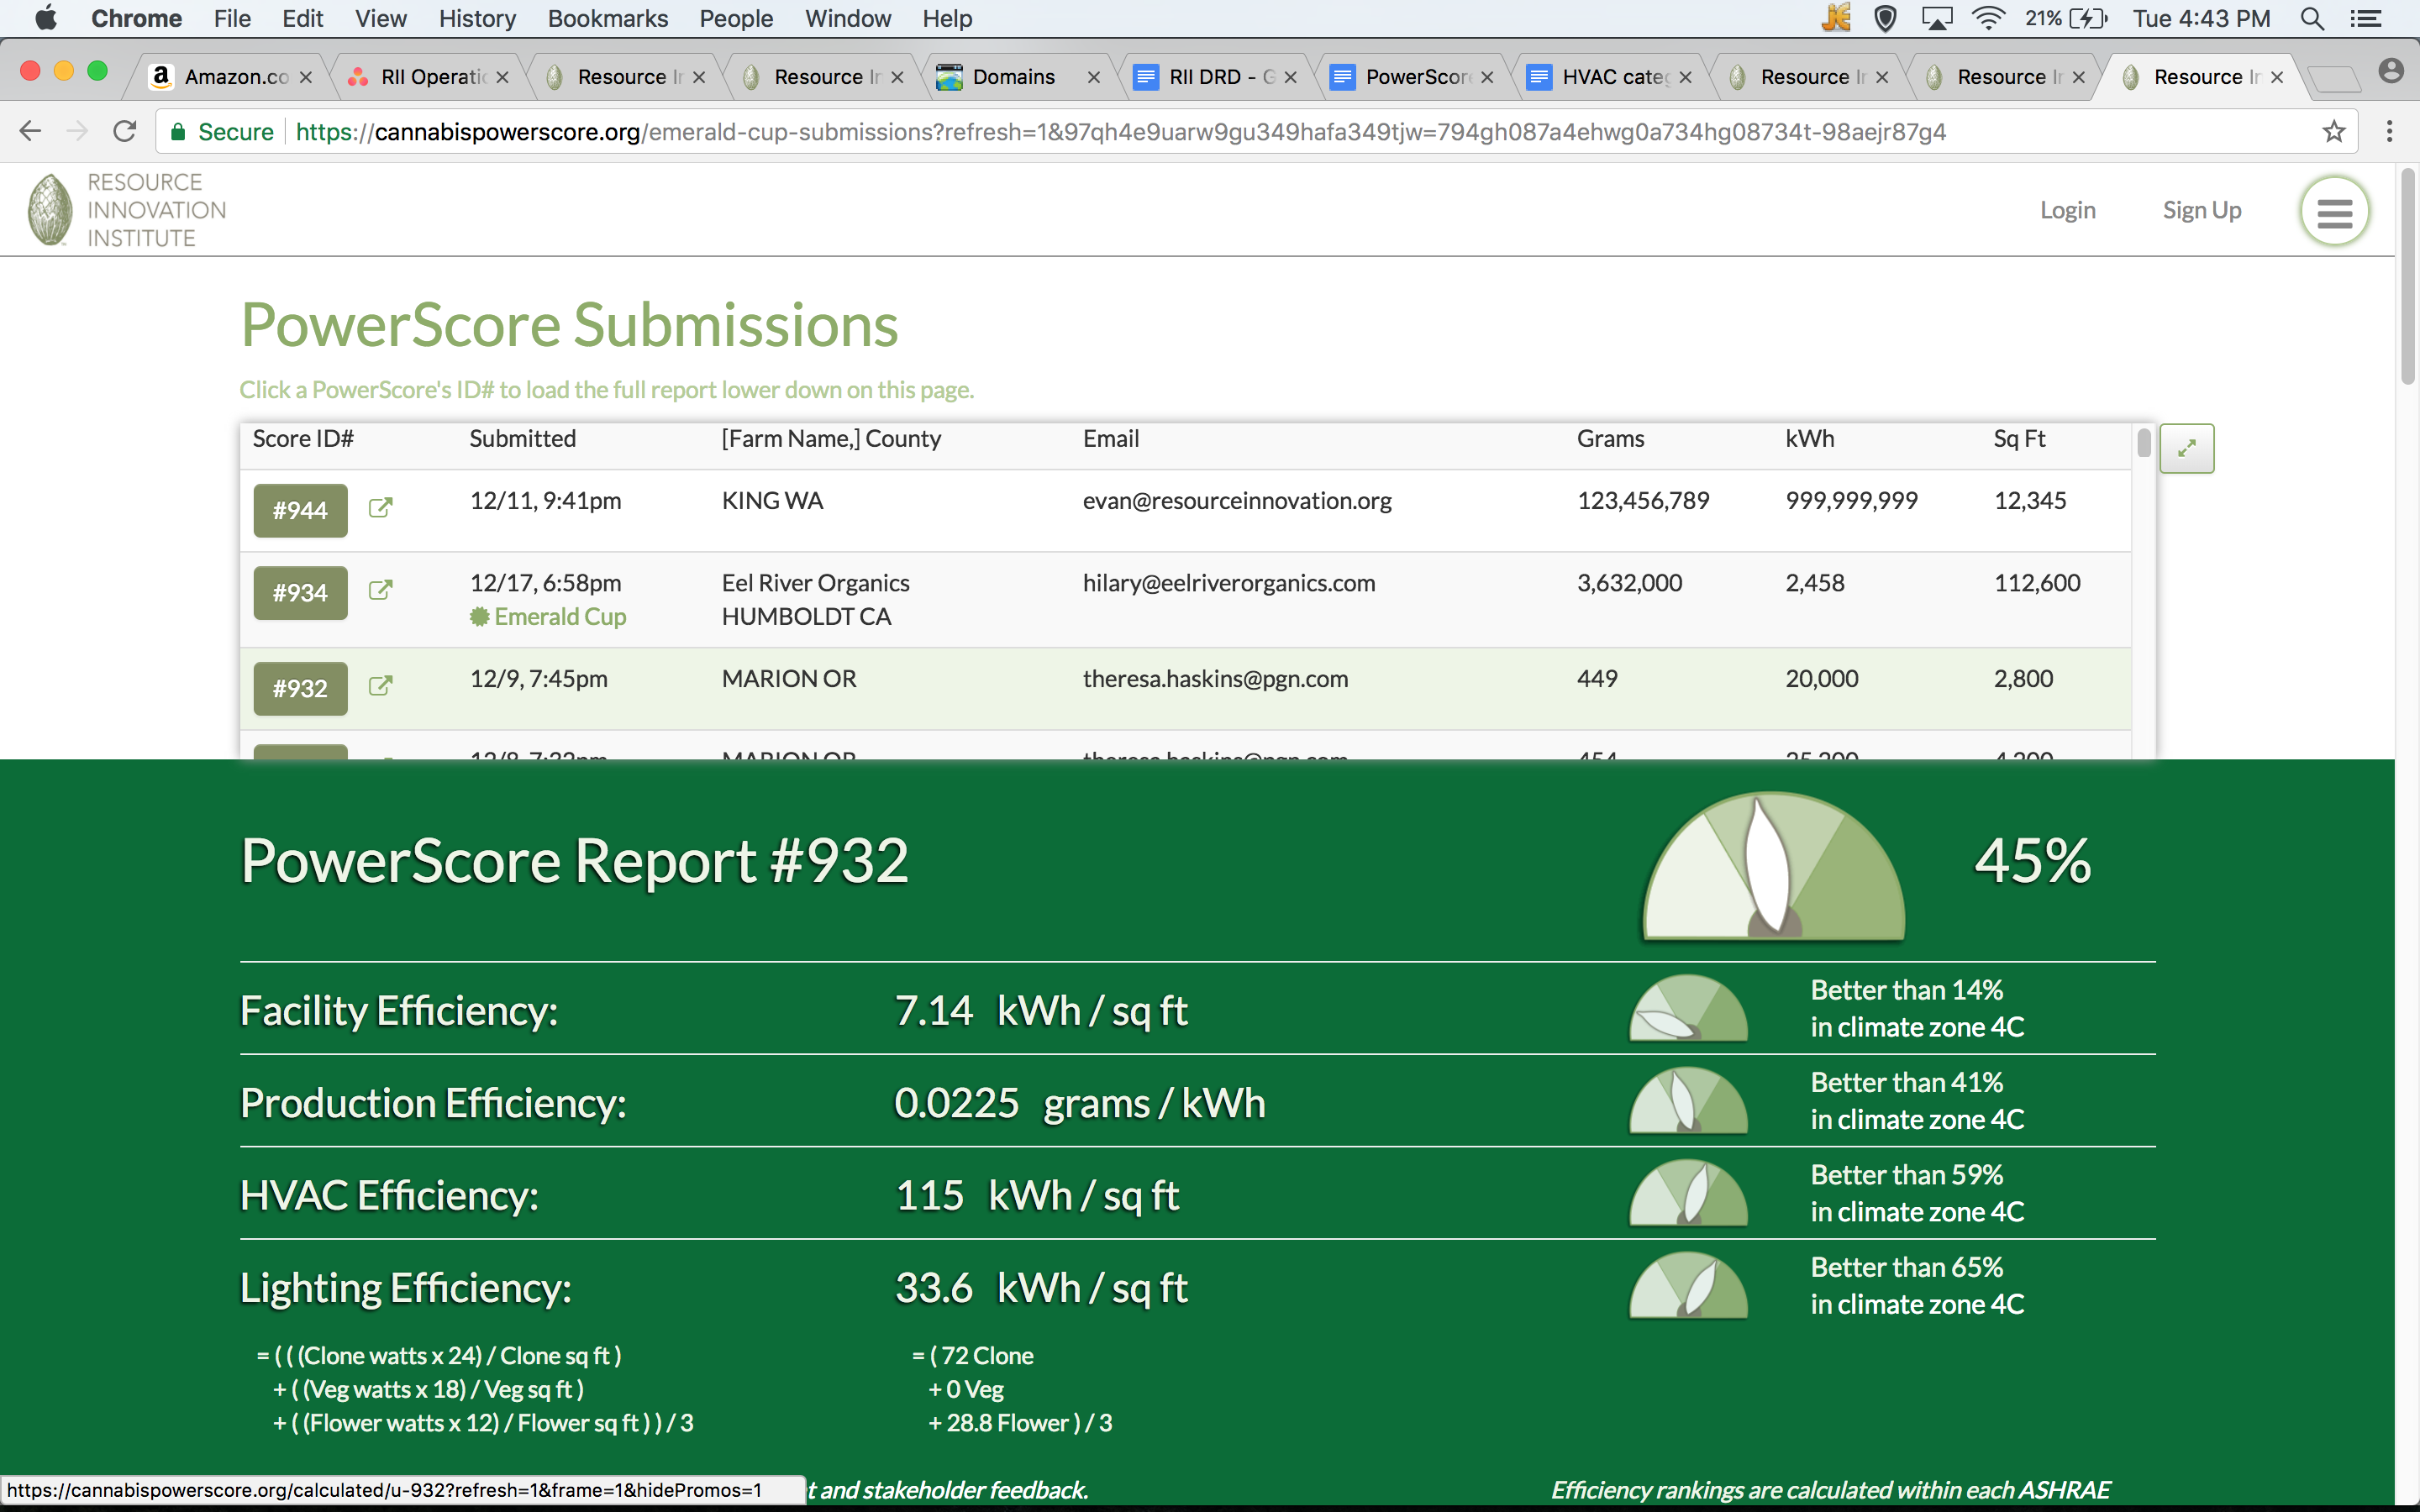 Chrome File Edit View History Bookmarks People Window Help 21% Tue 4:43 PM
Amazon.co RII Operatic Resource Ir Resource Ir Domains RII DRD - G PowerScore HVAC categ Resource Ir Resource Ir Resource Ir
Secure https://cannabispowerscore.org/emerald-cup-submissions?refresh=1&97qh4e9uarw9gu349hafa349tjw=794gh087a4ehwg0a734hg08734t-98aejr87g4
RESOURCE
INNOVATION
INSTITUTE
Login Sign Up
PowerScore Submissions
Click a PowerScore's ID# to load the full report lower down on this page.
Score ID# Submitted [Farm Name,] County Email Grams kWh Sq Ft
#944 12/11, 9:41pm KING WA evan@resourceinnovation.org 123,456,789 999,999,999 12,345
#934 12/17, 6:58pm Eel River Organics hilary@eelriverorganics.com 3,632,000 2,458 112,600
Emerald Cup HUMBOLDT CA
#932 12/9, 7:45pm MARION OR theresa.haskins@pgn.com 449 20,000 2,800
12/8, 7:32pm MARION OR theresa.haskins@pgn.com 454 25,200 4,200
PowerScore Report #932 45%
Facility Efficiency: 7.14 kWh / sq ft Better than 14%
in climate zone 4C
Production Efficiency: 0.0225 grams / kWh Better than 41%
in climate zone 4C
HVAC Efficiency: 115 kWh / sq ft Better than 59%
in climate zone 4C
Lighting Efficiency: 33.6 kWh / sq ft Better than 65%
in climate zone 4C
= ( ( (Clone watts x 24) / Clone sq ft ) = ( 72 Clone
+ ( (Veg watts x 18) / Veg sq ft ) + 0 Veg
+ ( (Flower watts x 12) / Flower sq ft ) ) / 3 + 28.8 Flower ) / 3
https://cannabispowerscore.org/calculated/u-932?refresh=1&frame=1&hidePromos=1 t and stakeholder feedback. Efficiency rankings are calculated within each ASHRAE